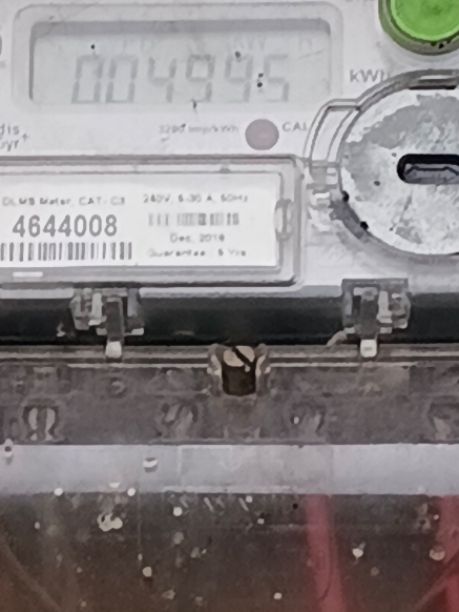 004995
kWh
3200 imp/kWh
CAL
DLMS Meter, CAT- C3
240V, 5-30 A, 50Hz
4644008
Dec, 2016
Guarantee : 5 Yrs